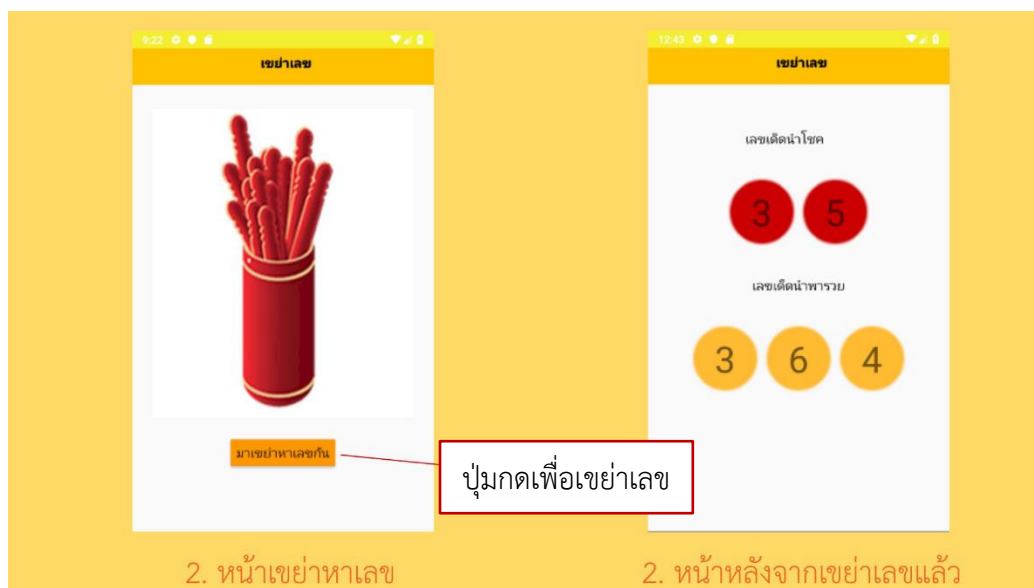 9:22
เขย่าเลข
มาเขย่าหาเลขกัน
ปุ่มกดเพื่อเขย่าเลข
2. หน้าเขย่าหาเลข
12:43
เขย่าเลข
เลขเด็ดนำโชค
3 5
เลขเด็ดนำพารวย
3 6 4
2. หน้าหลังจากเขย่าเลขแล้ว